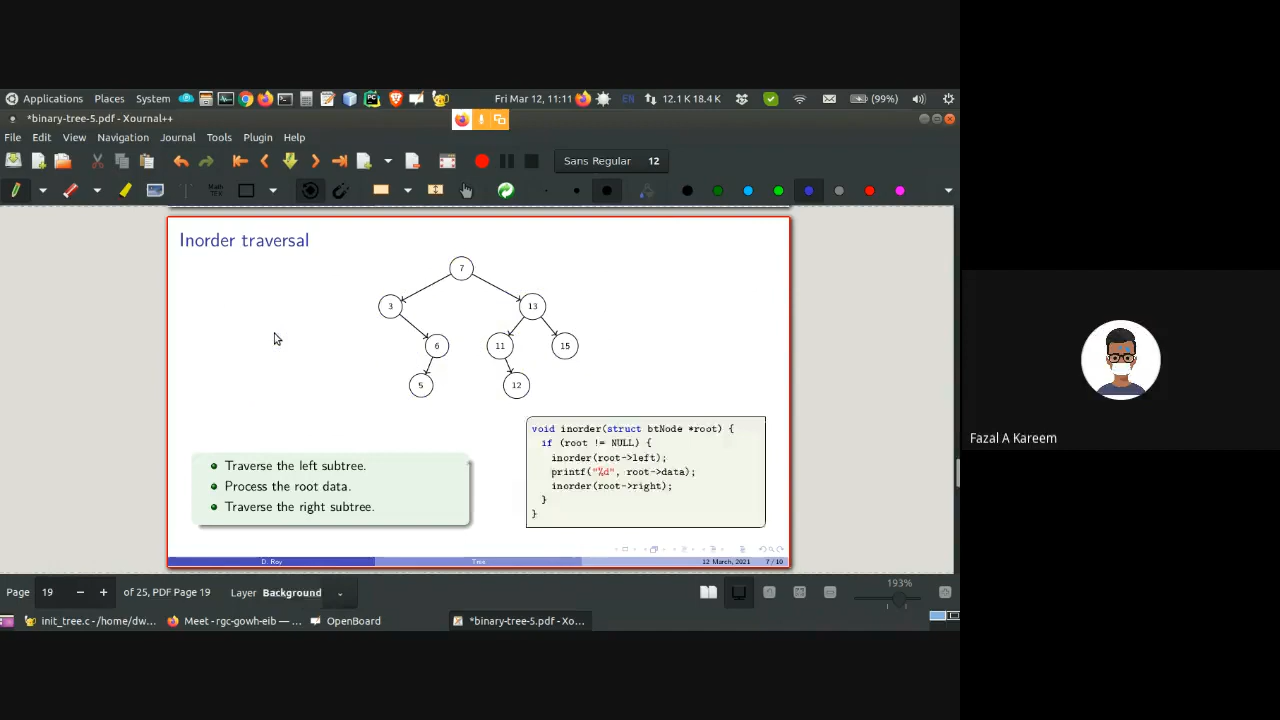 Applications Places System
Fri Mar 12, 11:11
EN
12.1 K 18.4 K
(99%)
*binary-tree-5.pdf - Xournal++
File Edit View Navigation Journal Tools Plugin Help
Sans Regular 12
Inorder traversal
7
3
13
6
11
15
5
12
Traverse the left subtree.
Process the root data.
Traverse the right subtree.
void inorder(struct btNode *root) {
if (root != NULL) {
inorder(root->left);
printf("%d", root->data);
inorder(root->right);
}
}
D. Roy
Tree
12 March, 2021 7 / 10
Page 19 of 25, PDF Page 19
Layer Background
193%
init_tree.c - /home/dw...
Meet - rgc-gowh-eib — ...
OpenBoard
*binary-tree-5.pdf - Xo...
Fazal A Kareem